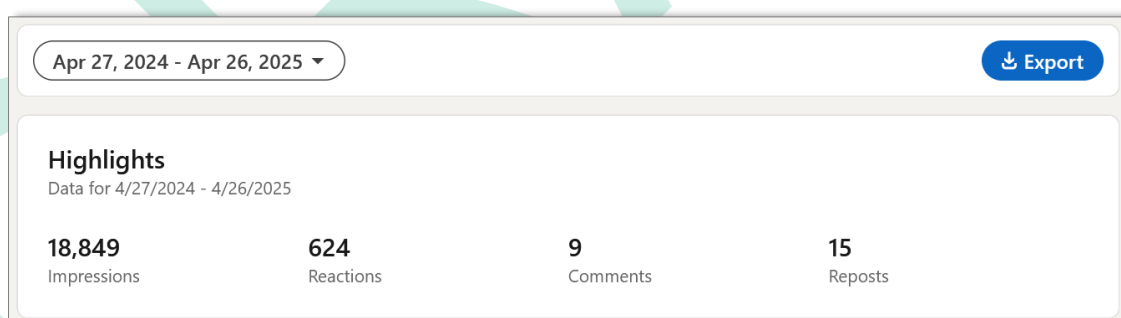 Apr 27, 2024 - Apr 26, 2025
Export
Highlights
Data for 4/27/2024 - 4/26/2025
18,849 624 9 15
Impressions Reactions Comments Reposts